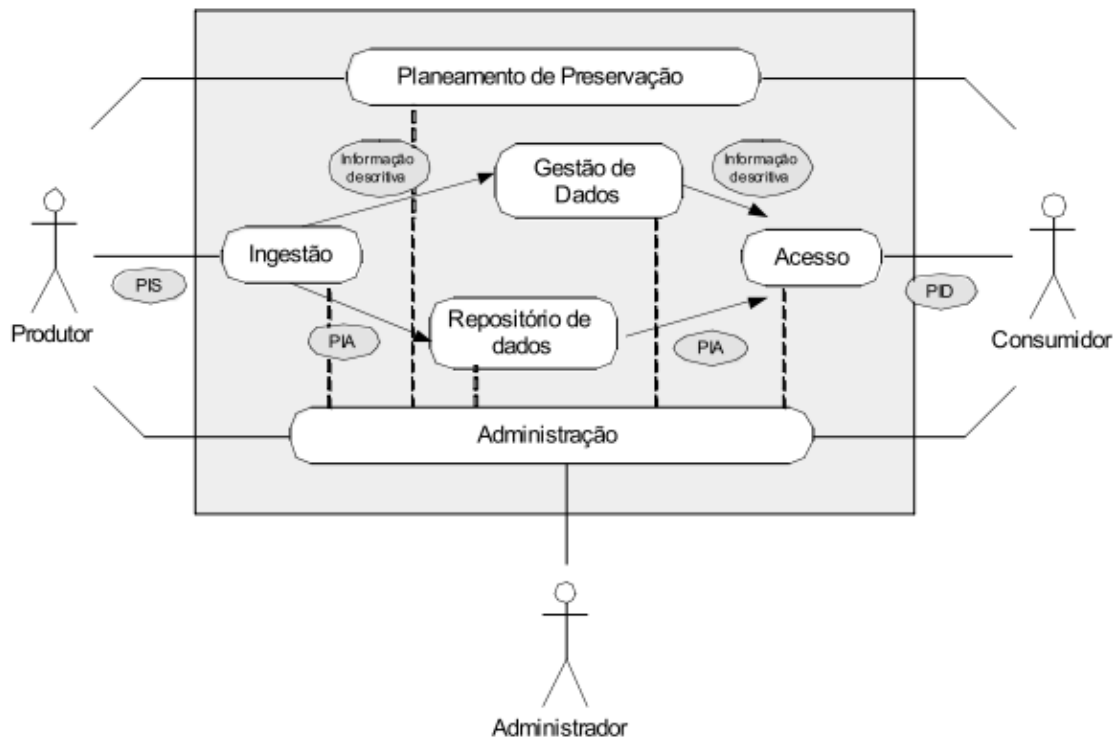 Planeamento de Preservação
Informação
descritiva
Gestão de
Dados
Informação
descritiva
Ingestão
Acesso
PIS
PID
Produtor
Consumidor
PIA
Repositório de
dados
PIA
Administração
Administrador